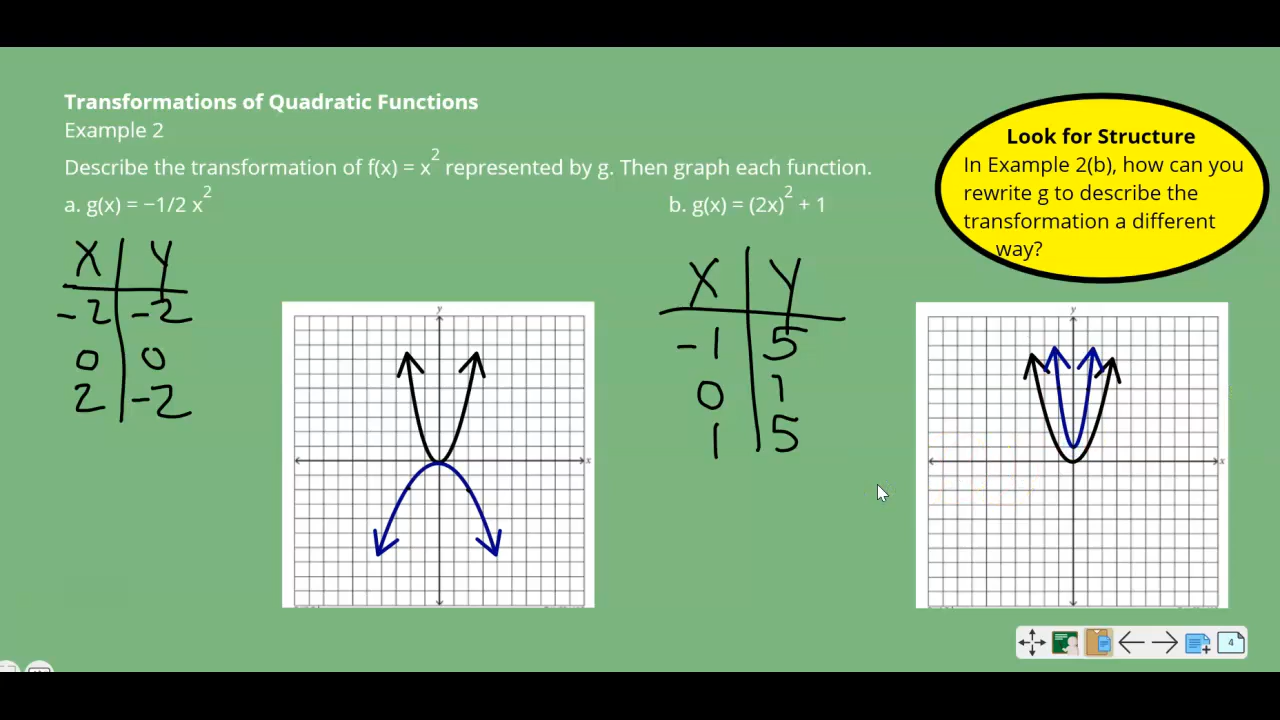 Transformations of Quadratic Functions
Example 2
Describe the transformation of f(x) = x² represented by g. Then graph each function.
a. g(x) = −1/2 x²
b. g(x) = (2x)² + 1
Look for Structure
In Example 2(b), how can you
rewrite g to describe the
transformation a different
way?
X Y
-2 -2
0 0
2 -2
y
x
X Y
-1 5
0 1
1 5
y
x
4